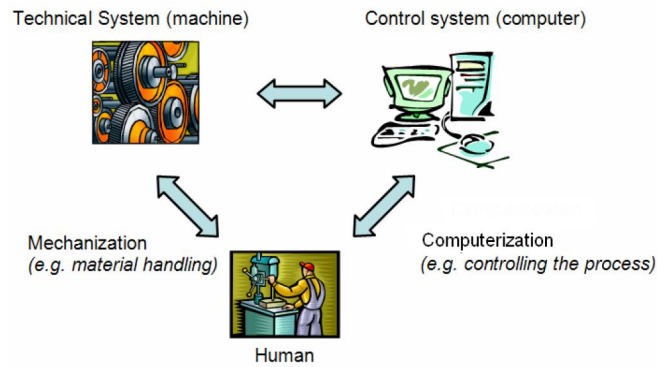 Technical System (machine)
Control system (computer)
Mechanization
(e.g. material handling)
Computerization
(e.g. controlling the process)
Human